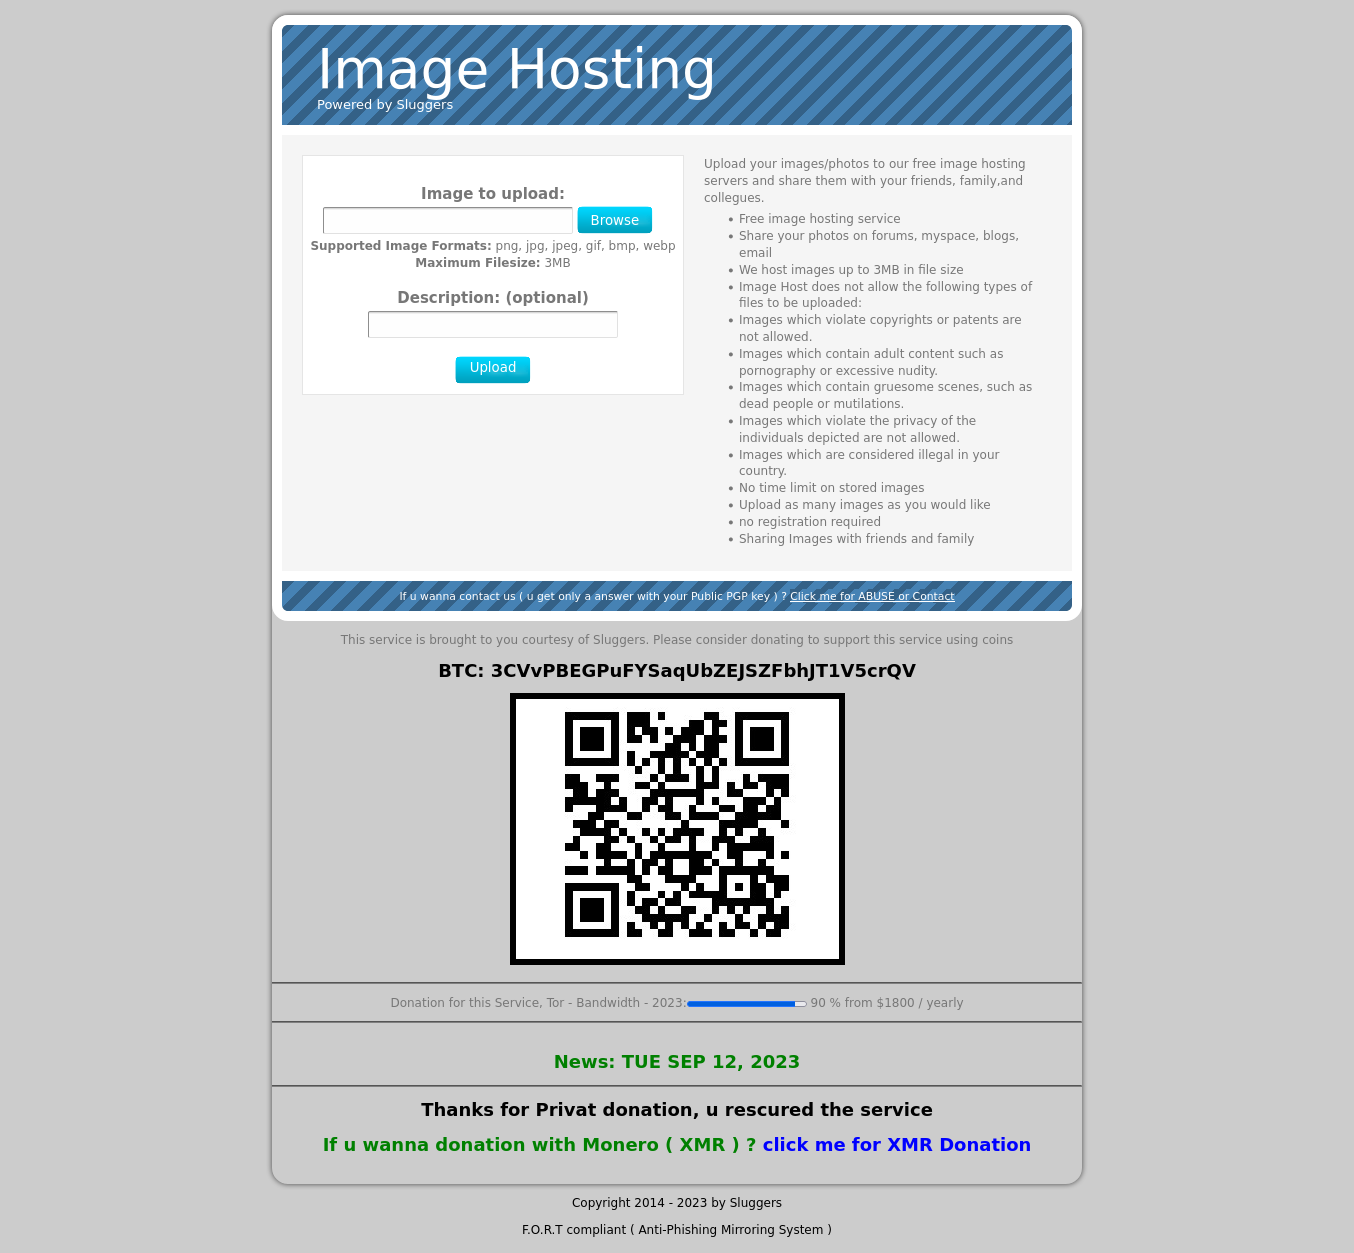 Image Hosting
Powered by Sluggers
Image to upload:
Browse
Supported Image Formats: png, jpg, jpeg, gif, bmp, webp
Maximum Filesize: 3MB
Description: (optional)
Upload
Upload your images/photos to our free image hosting
servers and share them with your friends, family,and
collegues.
• Free image hosting service
• Share your photos on forums, myspace, blogs,
email
• We host images up to 3MB in file size
• Image Host does not allow the following types of
files to be uploaded:
• Images which violate copyrights or patents are
not allowed.
• Images which contain adult content such as
pornography or excessive nudity.
• Images which contain gruesome scenes, such as
dead people or mutilations.
• Images which violate the privacy of the
individuals depicted are not allowed.
• Images which are considered illegal in your
country.
• No time limit on stored images
• Upload as many images as you would like
• no registration required
• Sharing Images with friends and family
If u wanna contact us ( u get only a answer with your Public PGP key ) ? Click me for ABUSE or Contact
This service is brought to you courtesy of Sluggers. Please consider donating to support this service using coins
BTC: 3CVvPBEGPuFYSaqUbZEJSZFbhJT1V5crQV
Donation for this Service, Tor - Bandwidth - 2023: 90 % from $1800 / yearly
News: TUE SEP 12, 2023
Thanks for Privat donation, u rescured the service
If u wanna donation with Monero ( XMR ) ? click me for XMR Donation
Copyright 2014 - 2023 by Sluggers
F.O.R.T compliant ( Anti-Phishing Mirroring System )